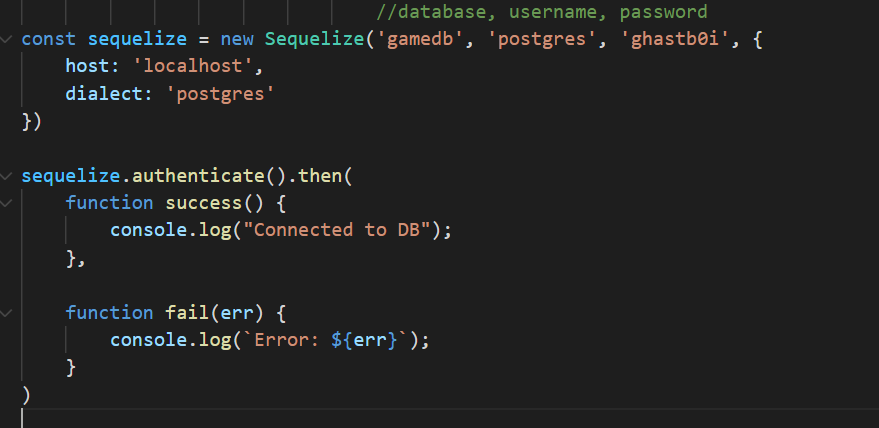 //database, username, password
const sequelize = new Sequelize('gamedb', 'postgres', 'ghastb0i', {
    host: 'localhost',
    dialect: 'postgres'
})
sequelize.authenticate().then(
    function success() {
        console.log("Connected to DB");
    },
    function fail(err) {
        console.log(`Error: ${err}`);
    }
)